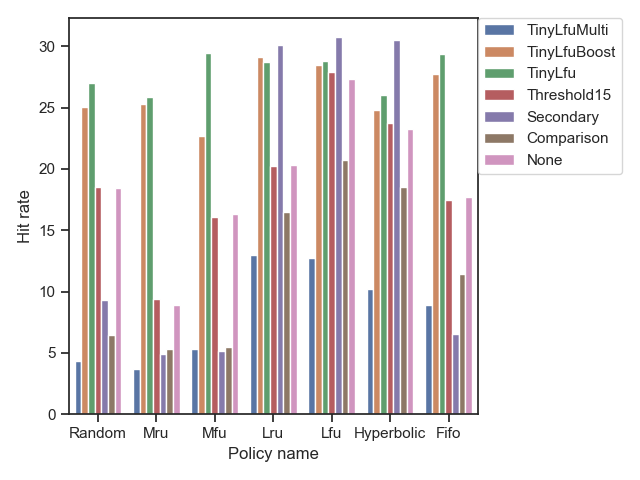 TinyLfuMulti
TinyLfuBoost
TinyLfu
Threshold15
Secondary
Comparison
None
Hit rate
30
25
20
15
10
5
0
Random Mru Mfu Lru Lfu Hyperbolic Fifo
Policy name